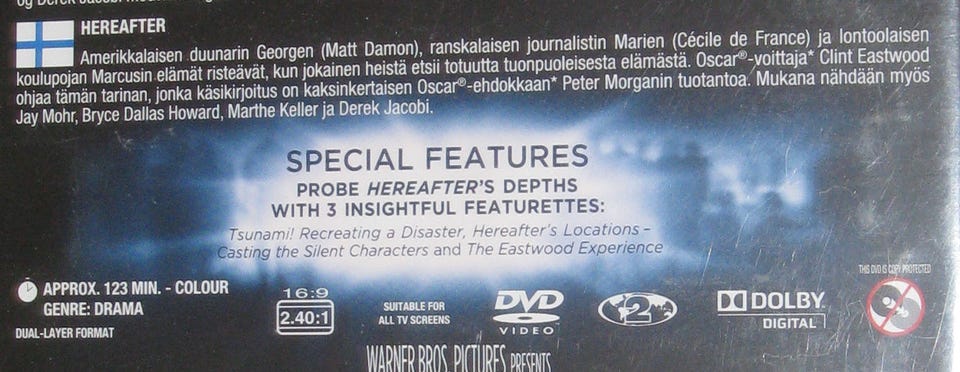 og Derek Jacobi
HEREAFTER
Amerikkalaisen duunarin Georgen (Matt Damon), ranskalaisen journalistin Marien (Cécile de France) ja lontoolaisen
koulupojan Marcusin elämät risteävät, kun jokainen heistä etsii totuutta tuonpuoleisesta elämästä. Oscar®-voittaja* Clint Eastwood
ohjaa tämän tarinan, jonka käsikirjoitus on kaksinkertaisen Oscar®-ehdokkaan* Peter Morganin tuotantoa. Mukana nähdään myös
Jay Mohr, Bryce Dallas Howard, Marthe Keller ja Derek Jacobi.
SPECIAL FEATURES
PROBE HEREAFTER'S DEPTHS
WITH 3 INSIGHTFUL FEATURETTES:
Tsunami! Recreating a Disaster, Hereafter's Locations –
Casting the Silent Characters and The Eastwood Experience
THIS DVD IS COPY PROTECTED
APPROX. 123 MIN. - COLOUR
GENRE: DRAMA
DUAL-LAYER FORMAT
16:9
2.40:1
SUITABLE FOR
ALL TV SCREENS
DVD
VIDEO
2
DOLBY
DIGITAL
WARNER BROS. PICTURES PRESENTS